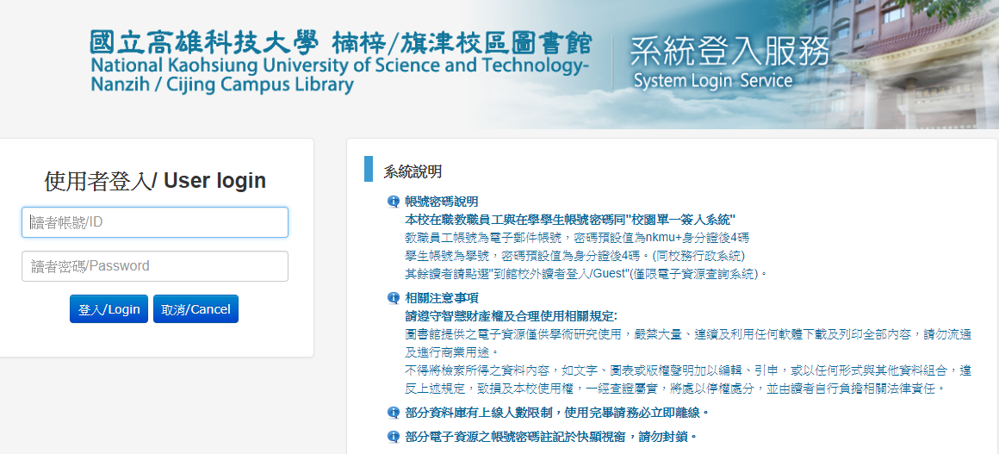 國立高雄科技大學 楠梓/旗津校區圖書館
National Kaohsiung University of Science and Technology-
Nanzih / Cijing Campus Library
系統登入服務
System Login Service
使用者登入/ User login
讀者帳號/ID
讀者密碼/Password
登入/Login
取消/Cancel
系統說明
帳號密碼說明
本校在職教職員工與在學學生帳號密碼同"校園單一簽入系統"
教職員工帳號為電子郵件帳號，密碼預設值為nkmu+身分證後4碼
學生帳號為學號，密碼預設值為身分證後4碼。(同校務行政系統)
其餘讀者請點選"到館校外讀者登入/Guest"(僅限電子資源查詢系統)。
相關注意事項
請遵守智慧財產權及合理使用相關規定:
圖書館提供之電子資源僅供學術研究使用，嚴禁大量、連續及利用任何軟體下載及列印全部內容，請勿流通
及進行商業用途。
不得將檢索所得之資料內容，如文字、圖表或版權聲明加以編輯、引申，或以任何形式與其他資料組合，違
反上述規定，致損及本校使用權，一經查證屬實，將處以停權處分，並由讀者自行負擔相關法律責任。
部分資料庫有上線人數限制，使用完畢請務必立即離線。
部分電子資源之帳號密碼註記於快顯視窗，請勿封鎖。